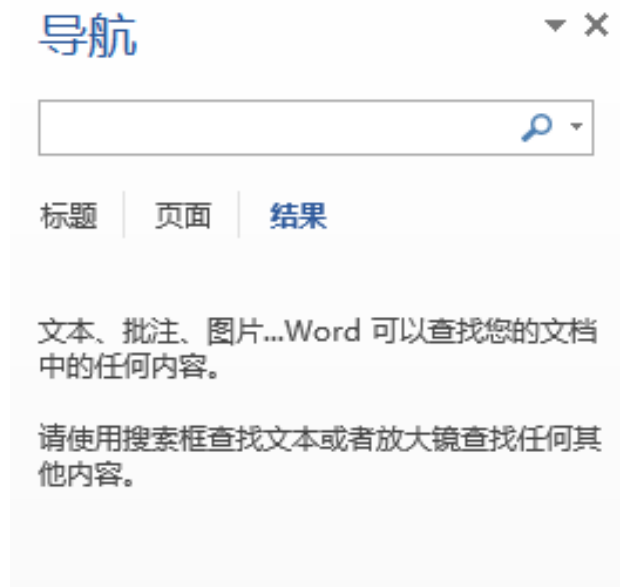 导航
标题 页面 结果
文本、批注、图片...Word 可以查找您的文档
中的任何内容。
请使用搜索框查找文本或者放大镜查找任何其
他内容。